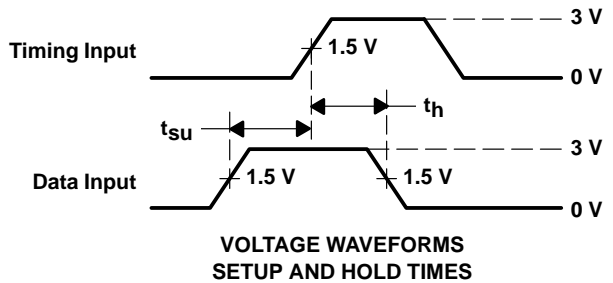 3 V
Timing Input
1.5 V
0 V
tsu
th
3 V
Data Input
1.5 V
1.5 V
0 V
VOLTAGE WAVEFORMS
SETUP AND HOLD TIMES